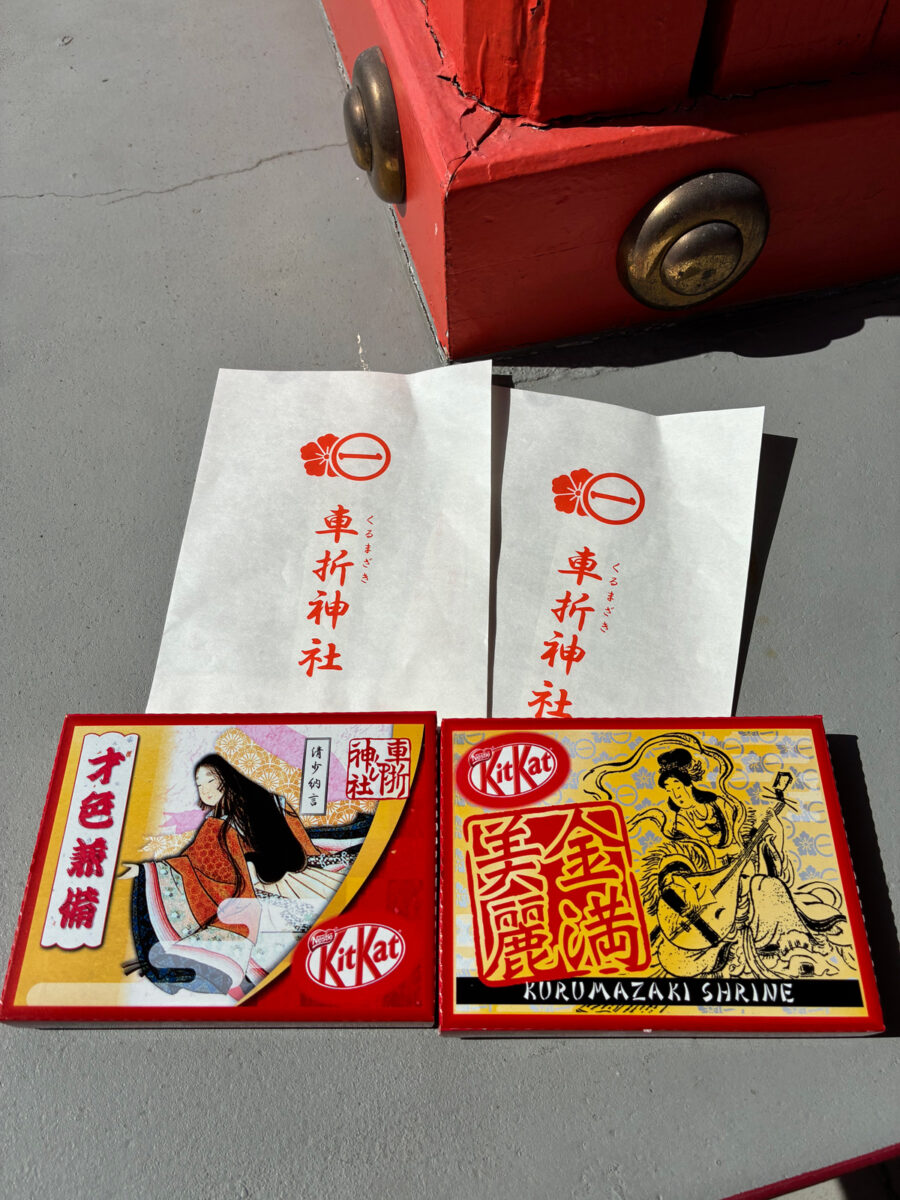 車折神社
くるまざき
車折神社
くるまざき
才色兼備
清少納言
車折
神社
Nestlé
KitKat
Nestlé
KitKat
金満
美麗
KURUMAZAKI SHRINE